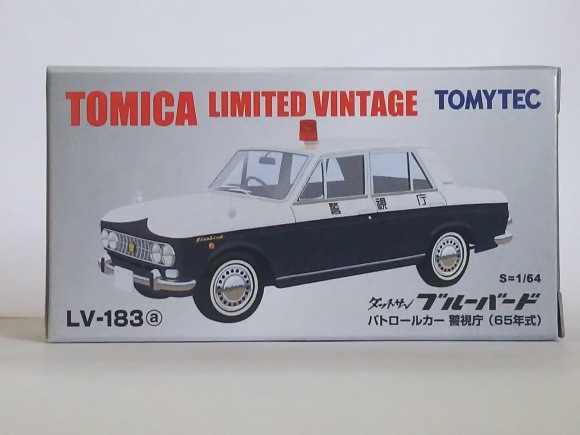 TOMICA LIMITED VINTAGE TOMYTEC
Bluebird
警視庁
S=1/64
LV-183ⓐ
ダットサン ブルーバード
パトロールカー 警視庁 (65年式)